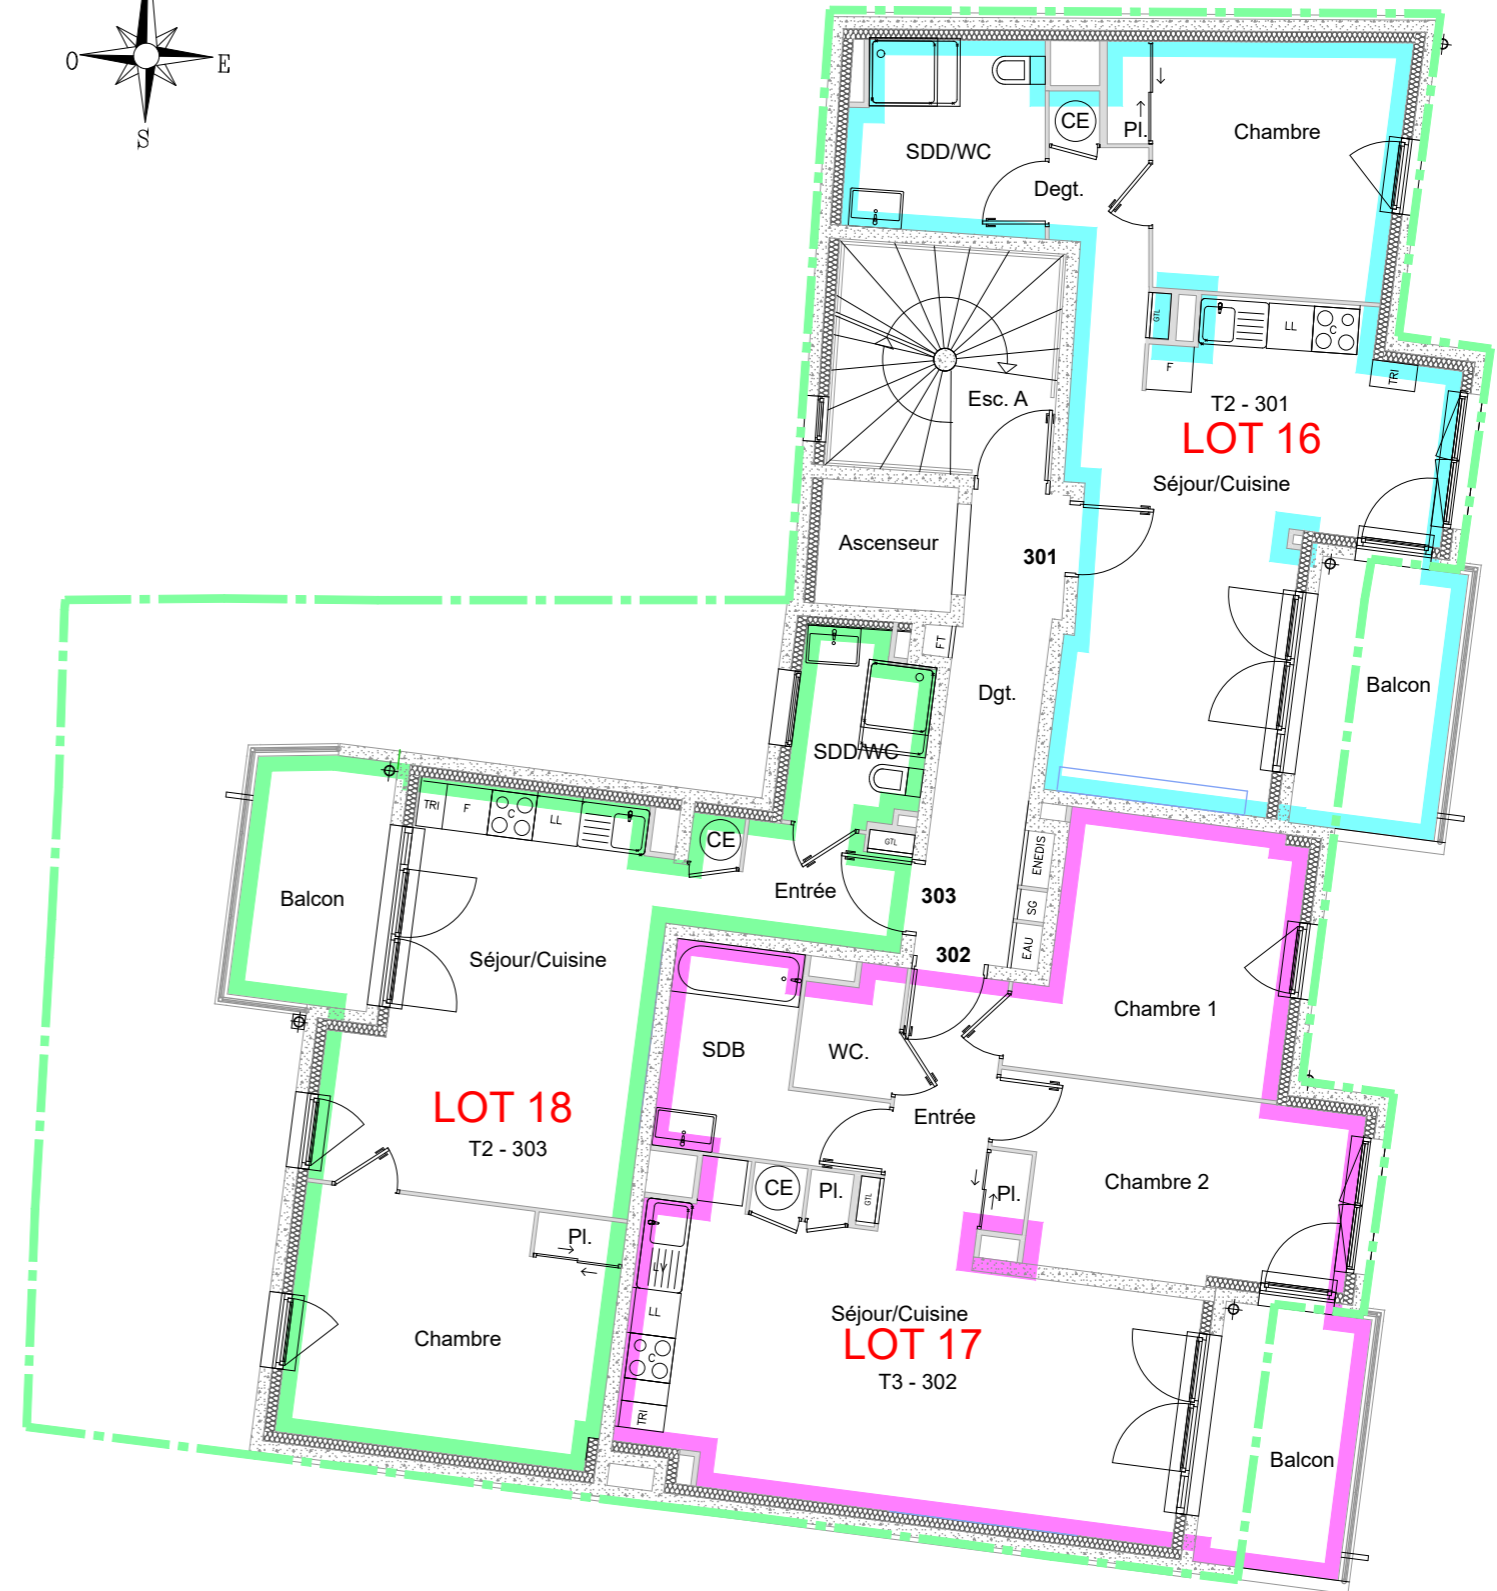 O
E
S
SDD/WC
CE
Pl.
Chambre
Degt.
GTL
LL
C
F
TRI
Esc. A
T2 - 301
LOT 16
Séjour/Cuisine
Ascenseur
301
FT
Dgt.
Balcon
SDD/WC
TRI
F
C
LL
CE
GTL
ENEDIS
SG
EAU
Balcon
Entrée
303
302
Séjour/Cuisine
Chambre 1
SDB
WC.
LOT 18
T2 - 303
Entrée
CE
Pl.
GTL
Pl.
Chambre 2
Pl.
LV
LL
C
TRI
Chambre
Séjour/Cuisine
LOT 17
T3 - 302
Balcon